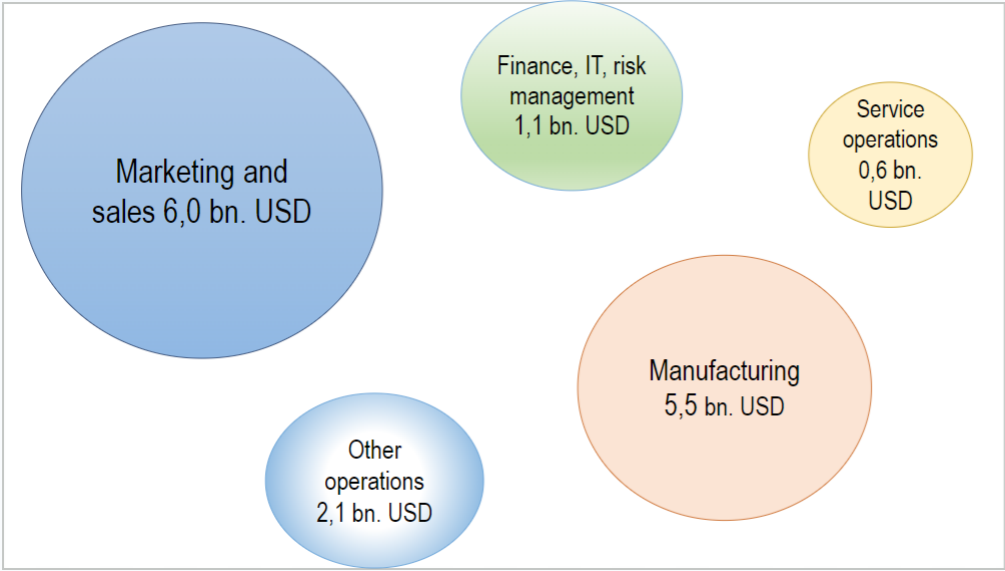 Marketing and
sales 6,0 bn. USD
Finance, IT, risk
management
1,1 bn. USD
Service
operations
0,6 bn.
USD
Manufacturing
5,5 bn. USD
Other
operations
2,1 bn. USD